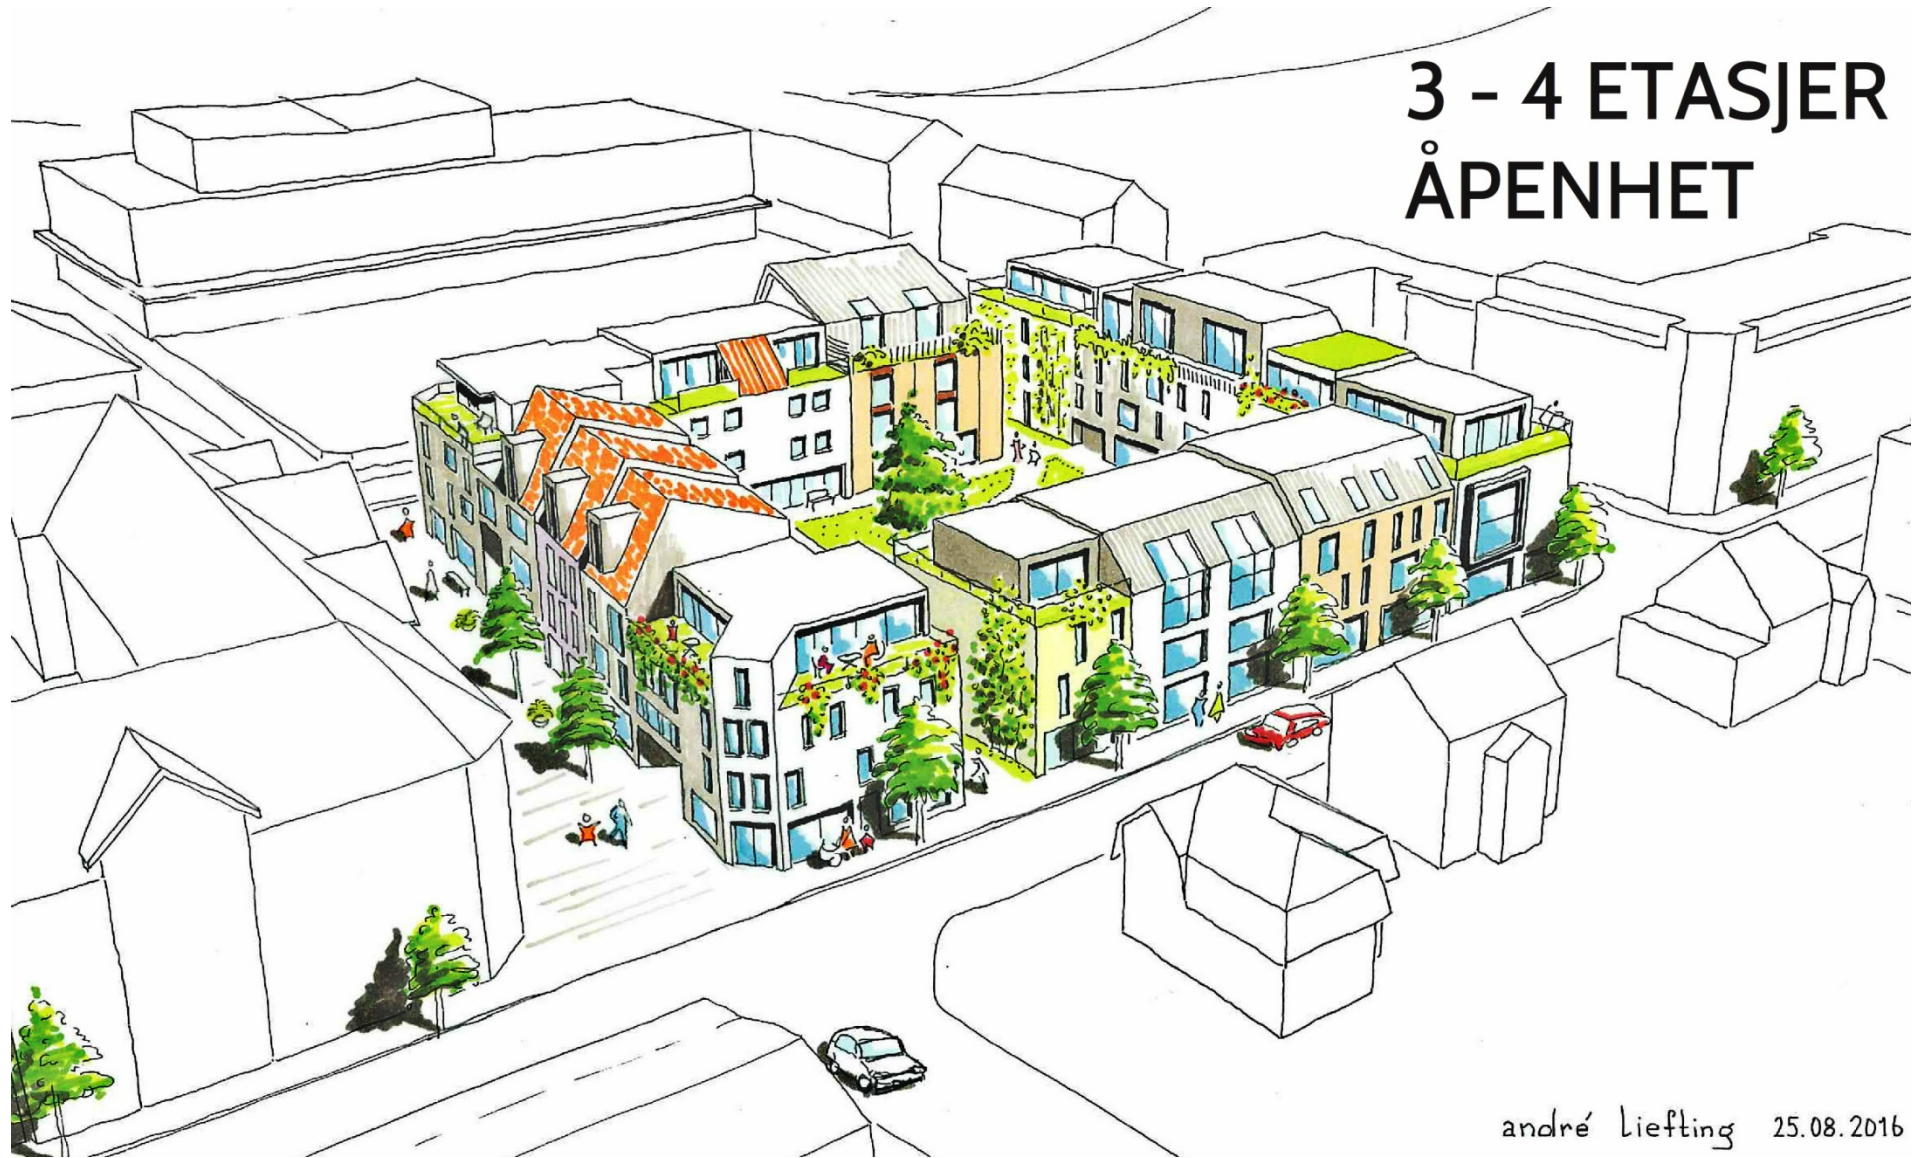 3 - 4 ETASJER
ÅPENHET
andré Liefting 25.08.2016